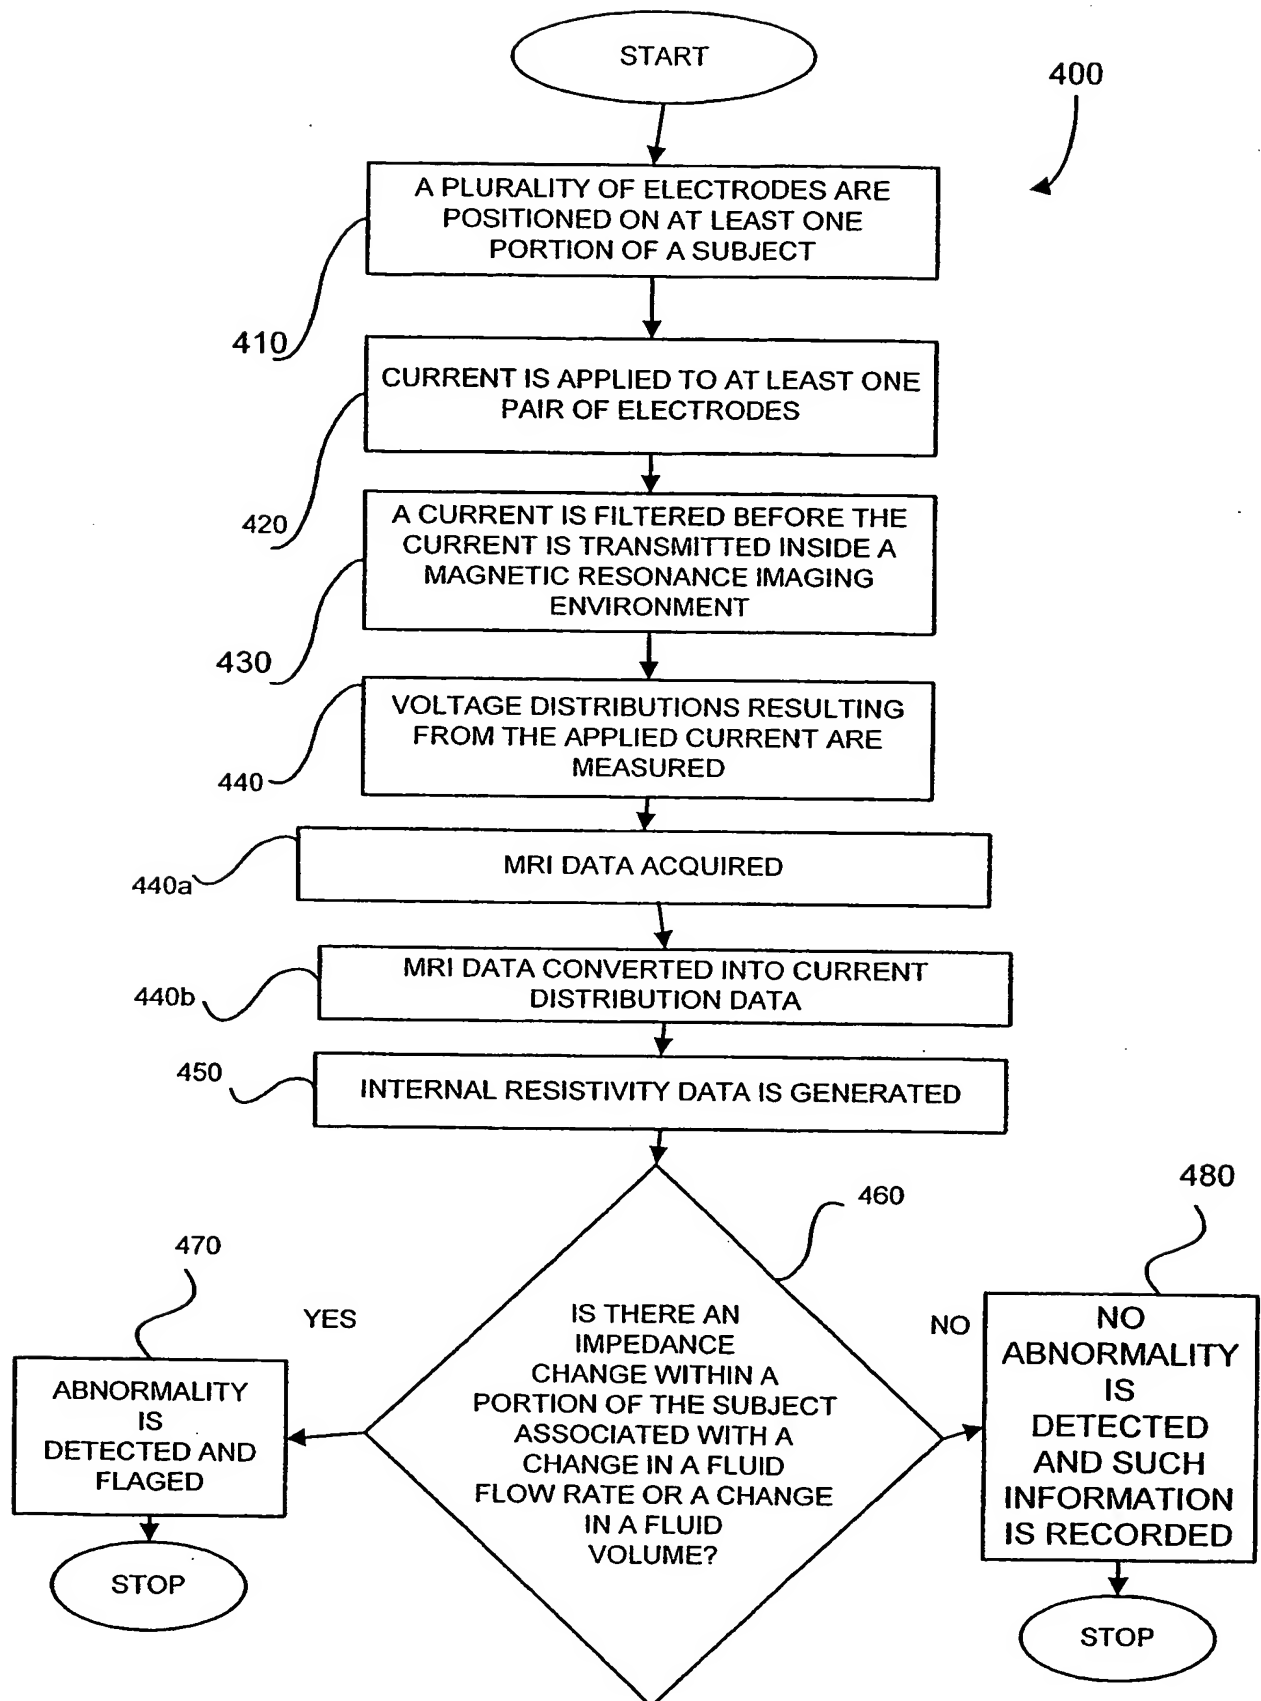 START
400
A PLURALITY OF ELECTRODES ARE
POSITIONED ON AT LEAST ONE
PORTION OF A SUBJECT
410
CURRENT IS APPLIED TO AT LEAST ONE
PAIR OF ELECTRODES
420
A CURRENT IS FILTERED BEFORE THE
CURRENT IS TRANSMITTED INSIDE A
MAGNETIC RESONANCE IMAGING
ENVIRONMENT
430
VOLTAGE DISTRIBUTIONS RESULTING
FROM THE APPLIED CURRENT ARE
MEASURED
440
MRI DATA ACQUIRED
440a
MRI DATA CONVERTED INTO CURRENT
DISTRIBUTION DATA
440b
INTERNAL RESISTIVITY DATA IS GENERATED
450
460
IS THERE AN
IMPEDANCE
CHANGE WITHIN A
PORTION OF THE SUBJECT
ASSOCIATED WITH A
CHANGE IN A FLUID
FLOW RATE OR A CHANGE
IN A FLUID
VOLUME?
YES
470
ABNORMALITY
IS
DETECTED AND
FLAGED
STOP
NO
480
NO
ABNORMALITY
IS
DETECTED
AND SUCH
INFORMATION
IS RECORDED
STOP